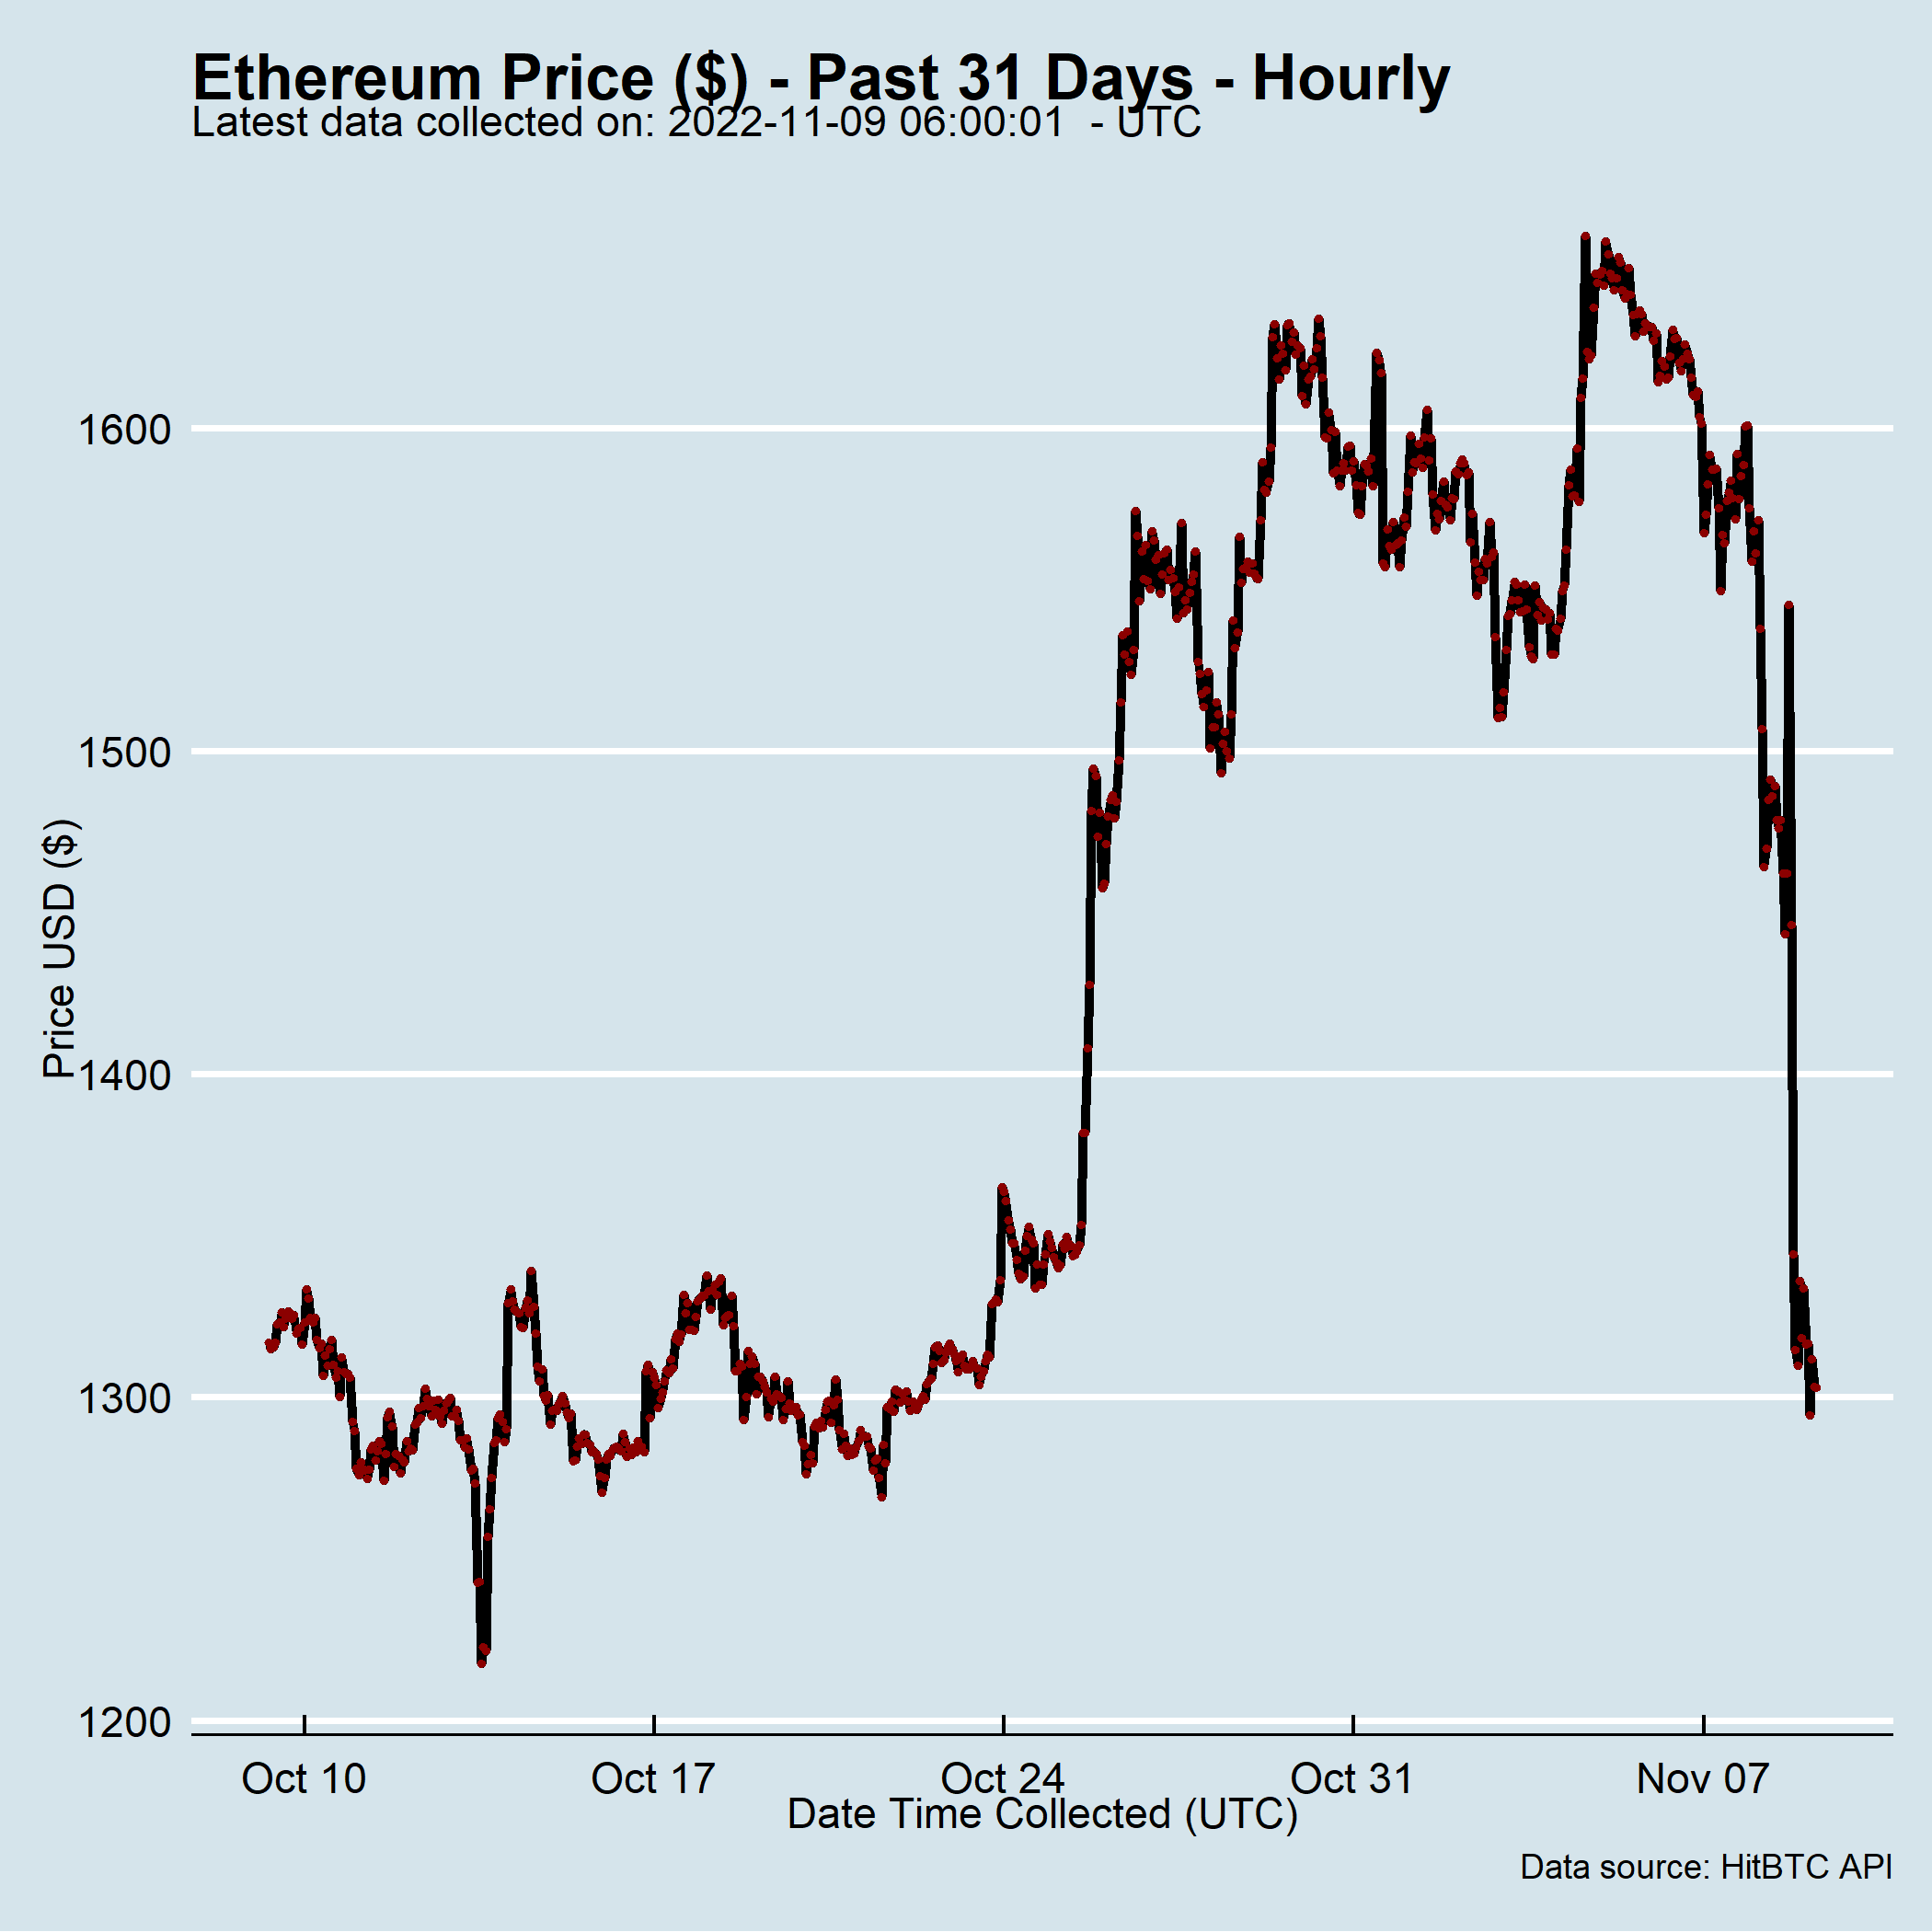 Ethereum Price ($) - Past 31 Days - Hourly
Latest data collected on: 2022-11-09 06:00:01  - UTC
1600
1500
1400
1300
1200
Price USD ($)
Oct 10
Oct 17
Oct 24
Oct 31
Nov 07
Date Time Collected (UTC)
Data source: HitBTC API